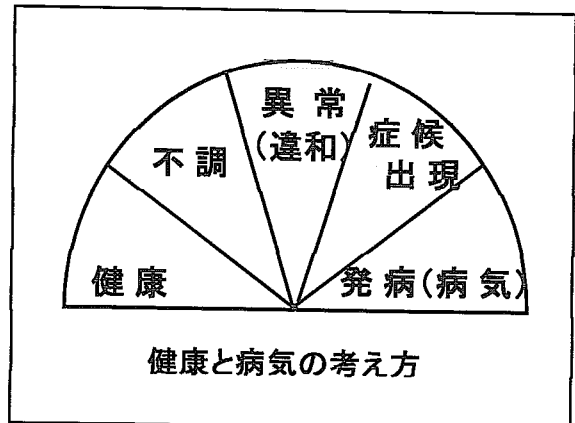 健康
不調
異常
(違和)
症候
出現
発病(病気)
健康と病気の考え方